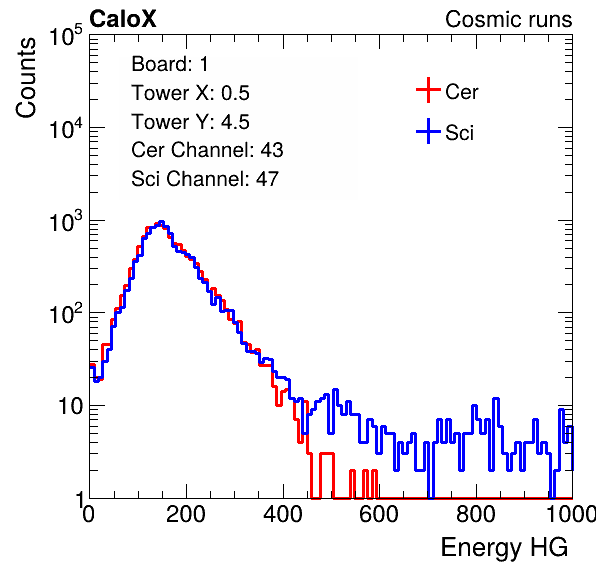 CaloX Cosmic runs
Counts
10^5
10^4
10^3
10^2
10
1
Board: 1
Tower X: 0.5
Tower Y: 4.5
Cer Channel: 43
Sci Channel: 47
Cer
Sci
0 200 400 600 800 1000
Energy HG